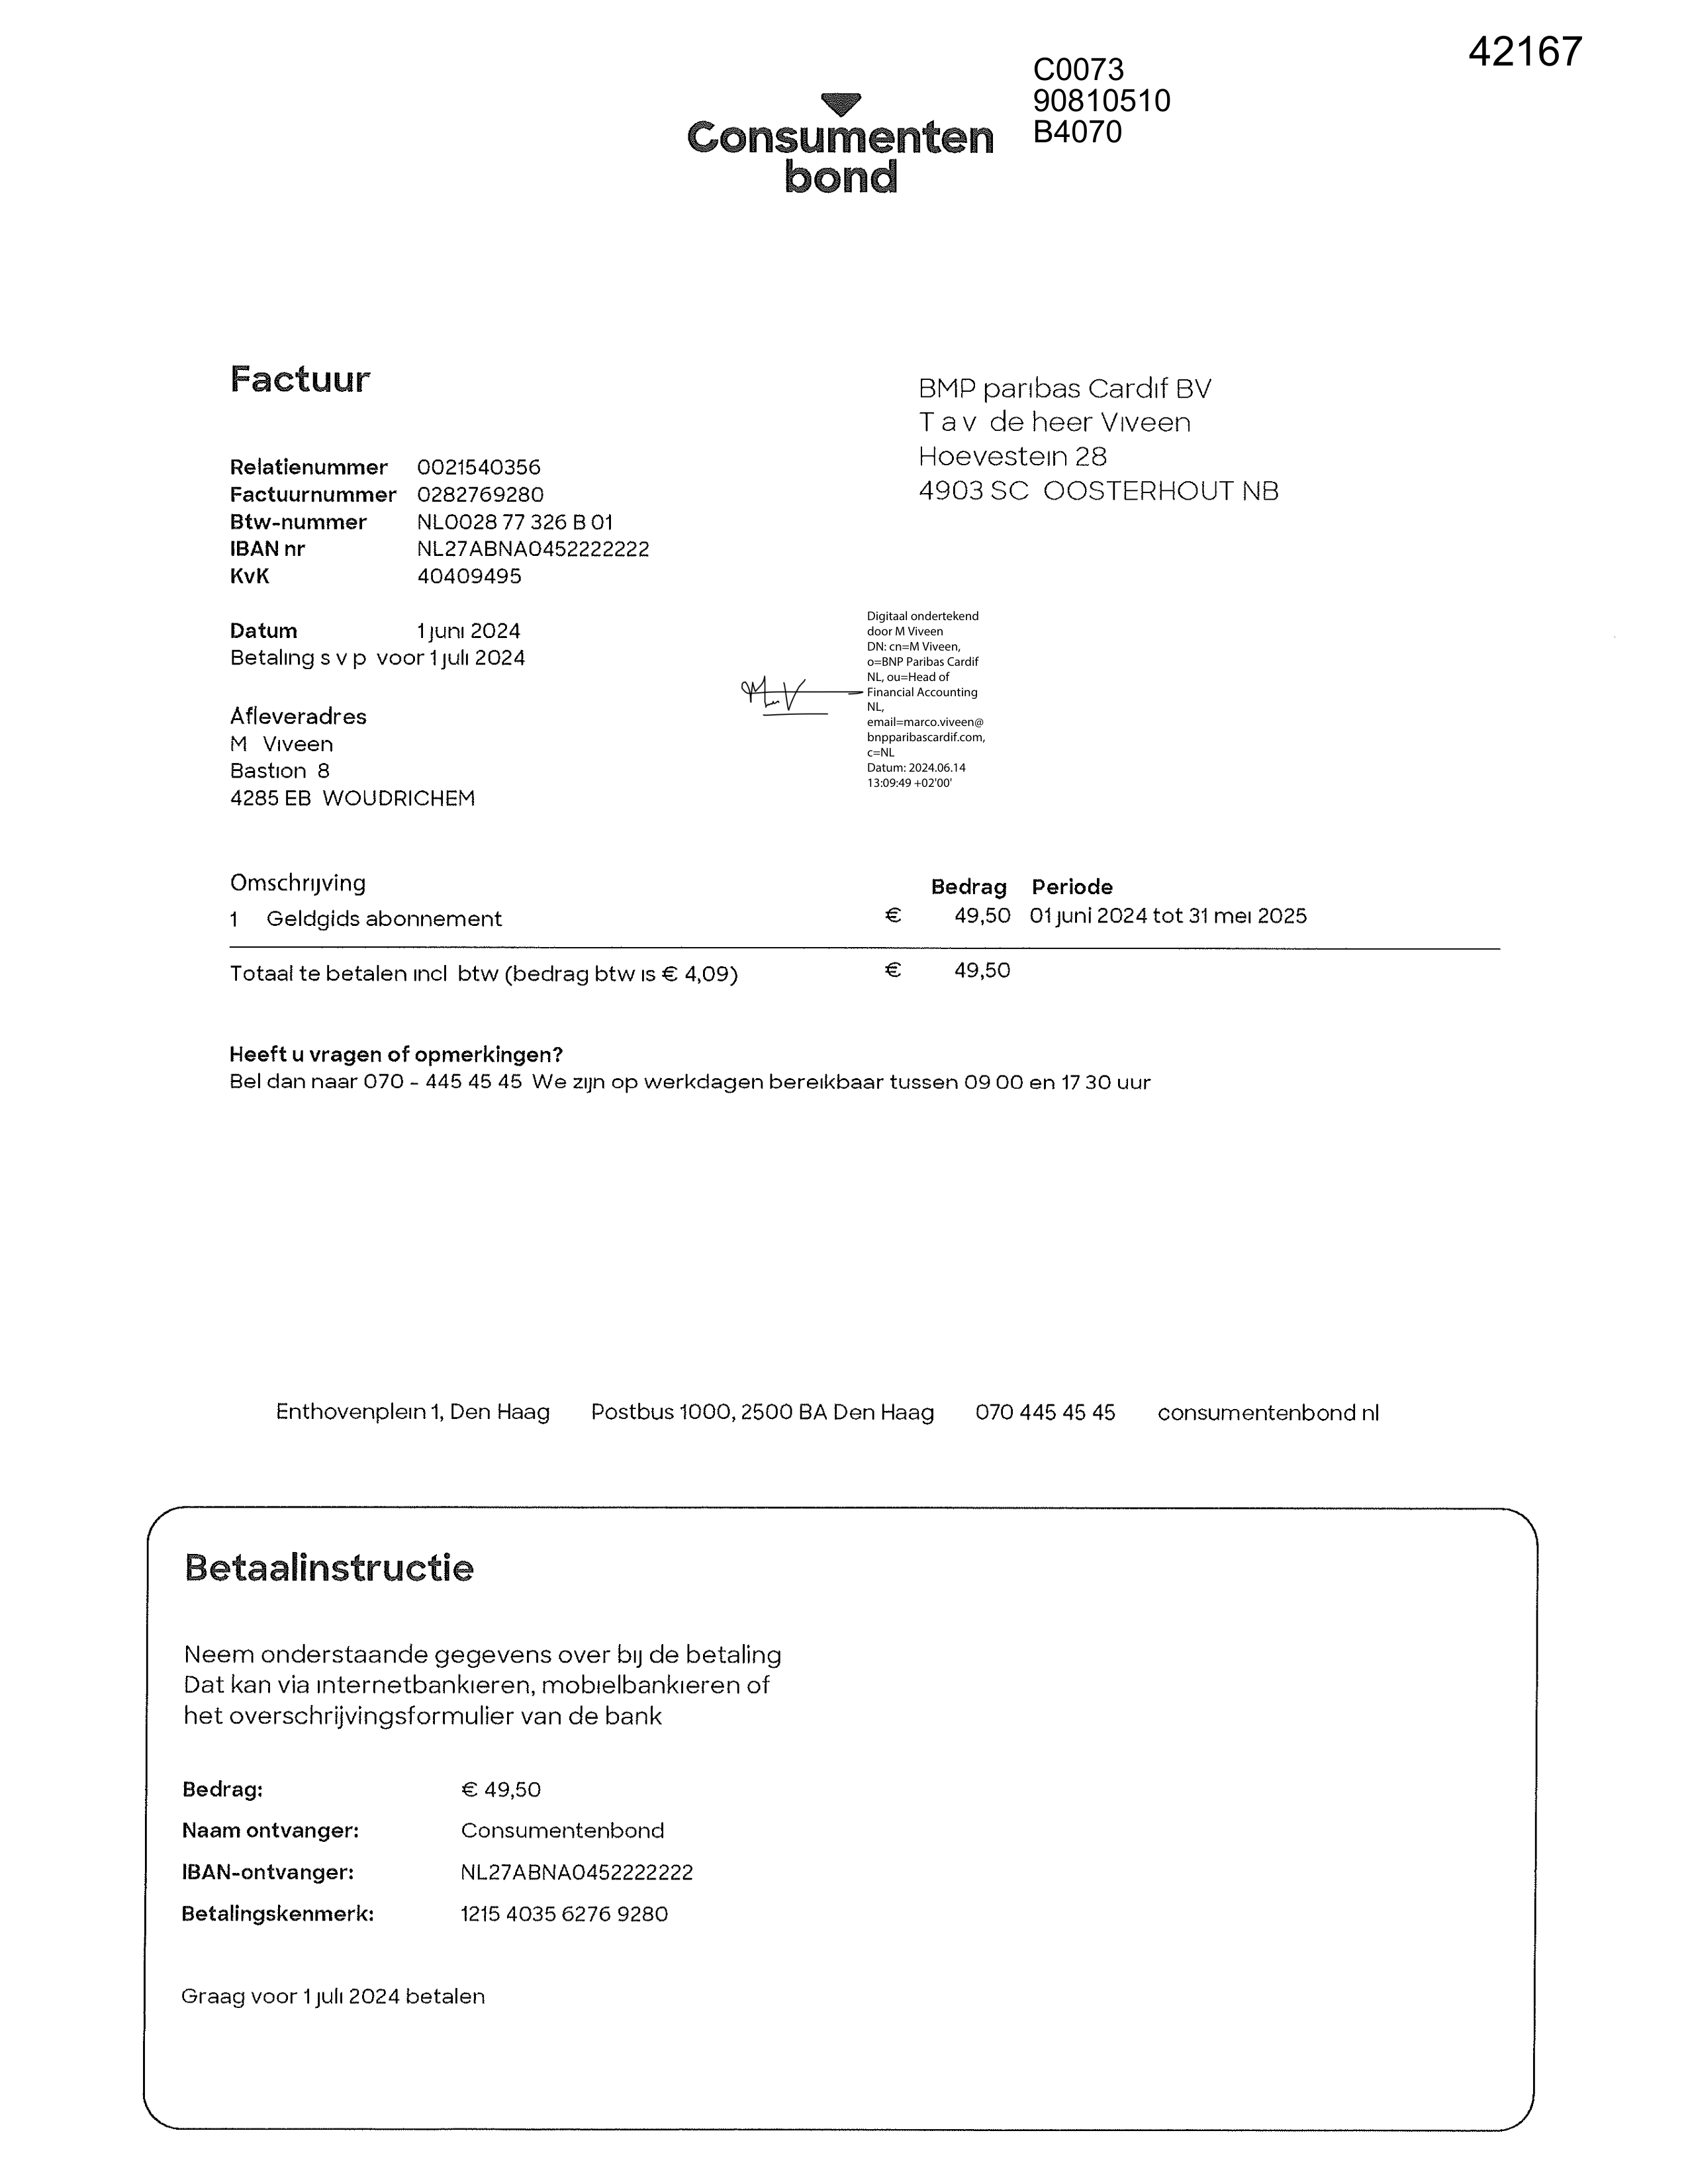 42167
C0073
90810510
B4070
Consumenten
bond
Factuur
BMP paribas Cardif BV
T a v de heer Viveen
Hoevestein 28
4903 SC OOSTERHOUT NB
Relatienummer 0021540356
Factuurnummer 0282769280
Btw-nummer NL0028 77 326 B 01
IBAN nr NL27ABNA0452222222
KvK 40409495
Datum 1 juni 2024
Betaling s v p voor 1 juli 2024
Afleveradres
M Viveen
Bastion 8
4285 EB WOUDRICHEM
Digitaal ondertekend
door M Viveen
DN: cn=M Viveen,
o=BNP Paribas Cardif
NL, ou=Head of
Financial Accounting
NL,
email=marco.viveen@
bnpparibascardif.com,
c=NL
Datum: 2024.06.14
13:09:49 +02'00'
Omschrijving Bedrag Periode
1 Geldgids abonnement € 49,50 01 juni 2024 tot 31 mei 2025
Totaal te betalen incl btw (bedrag btw is € 4,09) € 49,50
Heeft u vragen of opmerkingen?
Bel dan naar 070 - 445 45 45 We zijn op werkdagen bereikbaar tussen 09 00 en 17 30 uur
Enthovenplein 1, Den Haag Postbus 1000, 2500 BA Den Haag 070 445 45 45 consumentenbond nl
Betaalinstructie
Neem onderstaande gegevens over bij de betaling
Dat kan via internetbankieren, mobielbankieren of
het overschrijvingsformulier van de bank
Bedrag: € 49,50
Naam ontvanger: Consumentenbond
IBAN-ontvanger: NL27ABNA0452222222
Betalingskenmerk: 1215 4035 6276 9280
Graag voor 1 juli 2024 betalen